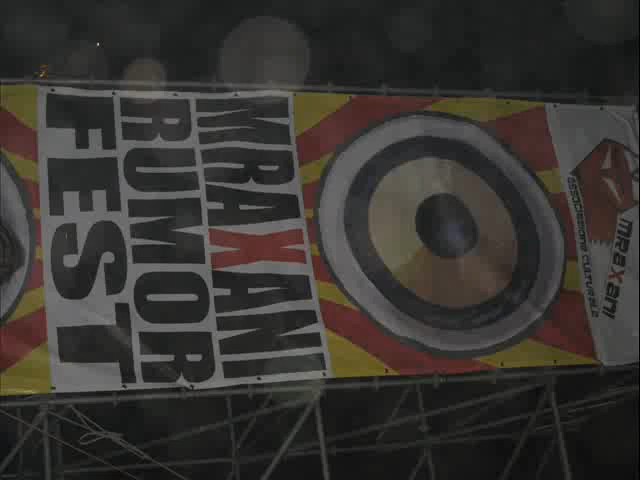 MRAXANI
RUMOR
FEST
mRaXani
ASSOCIAZIONE CULTURALE